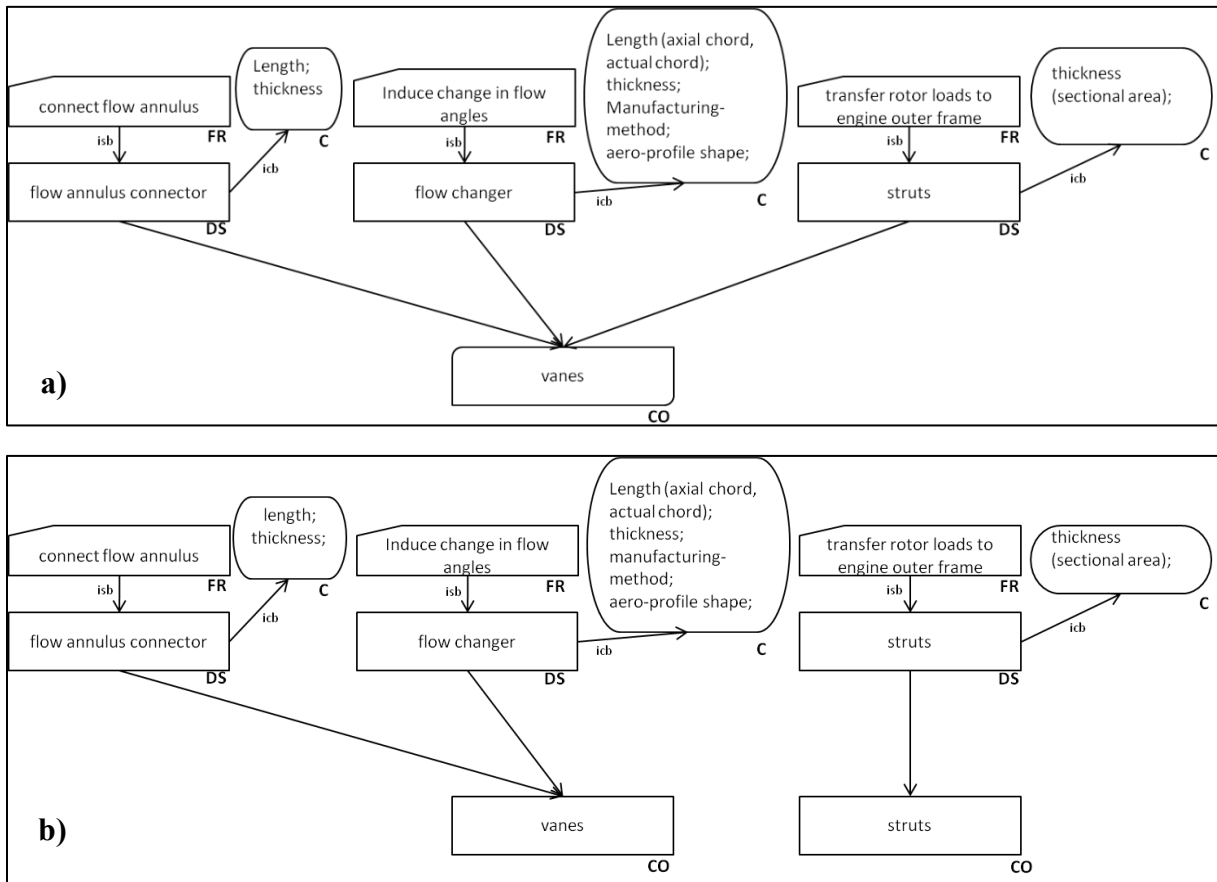 Length;
thickness
C
connect flow annulus
FR
isb
icb
flow annulus connector
DS
Induce change in flow
angles
FR
isb
Length (axial chord,
actual chord);
thickness;
Manufacturing-
method;
aero-profile shape;
C
icb
flow changer
DS
transfer rotor loads to
engine outer frame
FR
isb
thickness
(sectional area);
C
icb
struts
DS
vanes
CO
a)
length;
thickness;
C
connect flow annulus
FR
isb
icb
flow annulus connector
DS
Induce change in flow
angles
FR
isb
Length (axial chord,
actual chord);
thickness;
manufacturing-
method;
aero-profile shape;
C
icb
flow changer
DS
transfer rotor loads to
engine outer frame
FR
isb
thickness
(sectional area);
C
icb
struts
DS
vanes
CO
struts
CO
b)